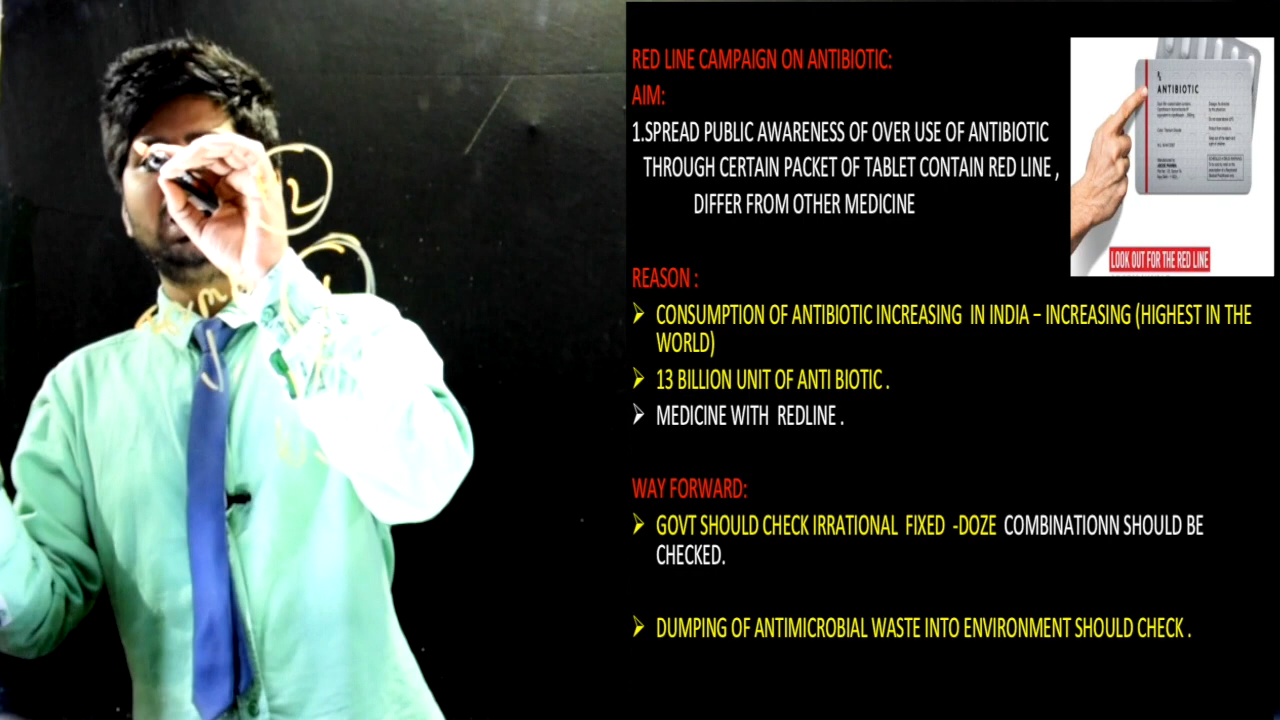 RED LINE CAMPAIGN ON ANTIBIOTIC:
AIM:
1.SPREAD PUBLIC AWARENESS OF OVER USE OF ANTIBIOTIC
THROUGH CERTAIN PACKET OF TABLET CONTAIN RED LINE ,
DIFFER FROM OTHER MEDICINE
ANTIBIOTIC
LOOK OUT FOR THE RED LINE
REASON :
CONSUMPTION OF ANTIBIOTIC INCREASING IN INDIA – INCREASING (HIGHEST IN THE
WORLD)
13 BILLION UNIT OF ANTI BIOTIC .
MEDICINE WITH REDLINE .
WAY FORWARD:
GOVT SHOULD CHECK IRRATIONAL FIXED -DOZE COMBINATIONN SHOULD BE
CHECKED.
DUMPING OF ANTIMICROBIAL WASTE INTO ENVIRONMENT SHOULD CHECK .